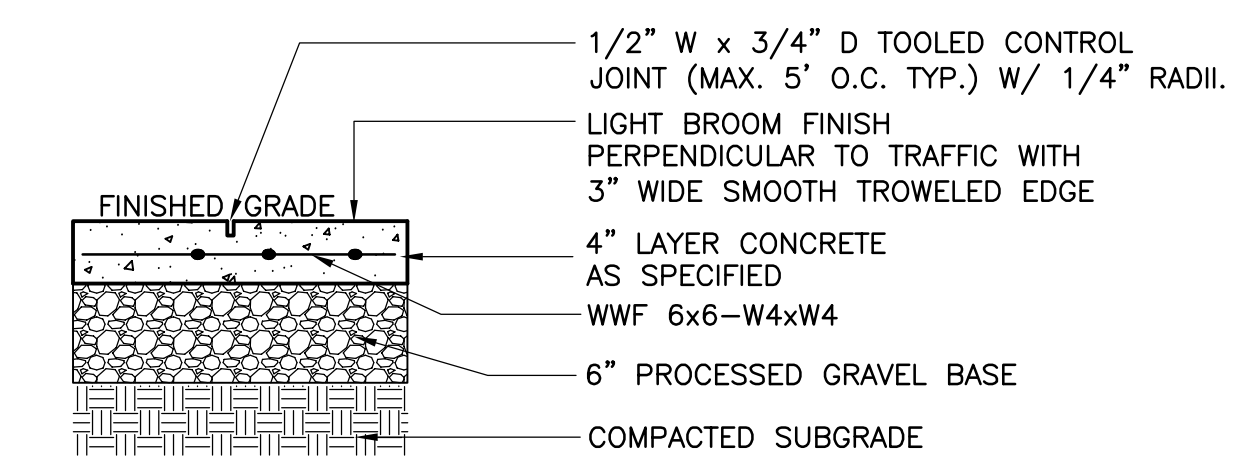 1/2” W x 3/4” D TOOLED CONTROL
JOINT (MAX. 5’ O.C. TYP.) W/ 1/4” RADII.
LIGHT BROOM FINISH
PERPENDICULAR TO TRAFFIC WITH
3” WIDE SMOOTH TROWELED EDGE
FINISHED GRADE
4” LAYER CONCRETE
AS SPECIFIED
WWF 6x6–W4xW4
6” PROCESSED GRAVEL BASE
COMPACTED SUBGRADE